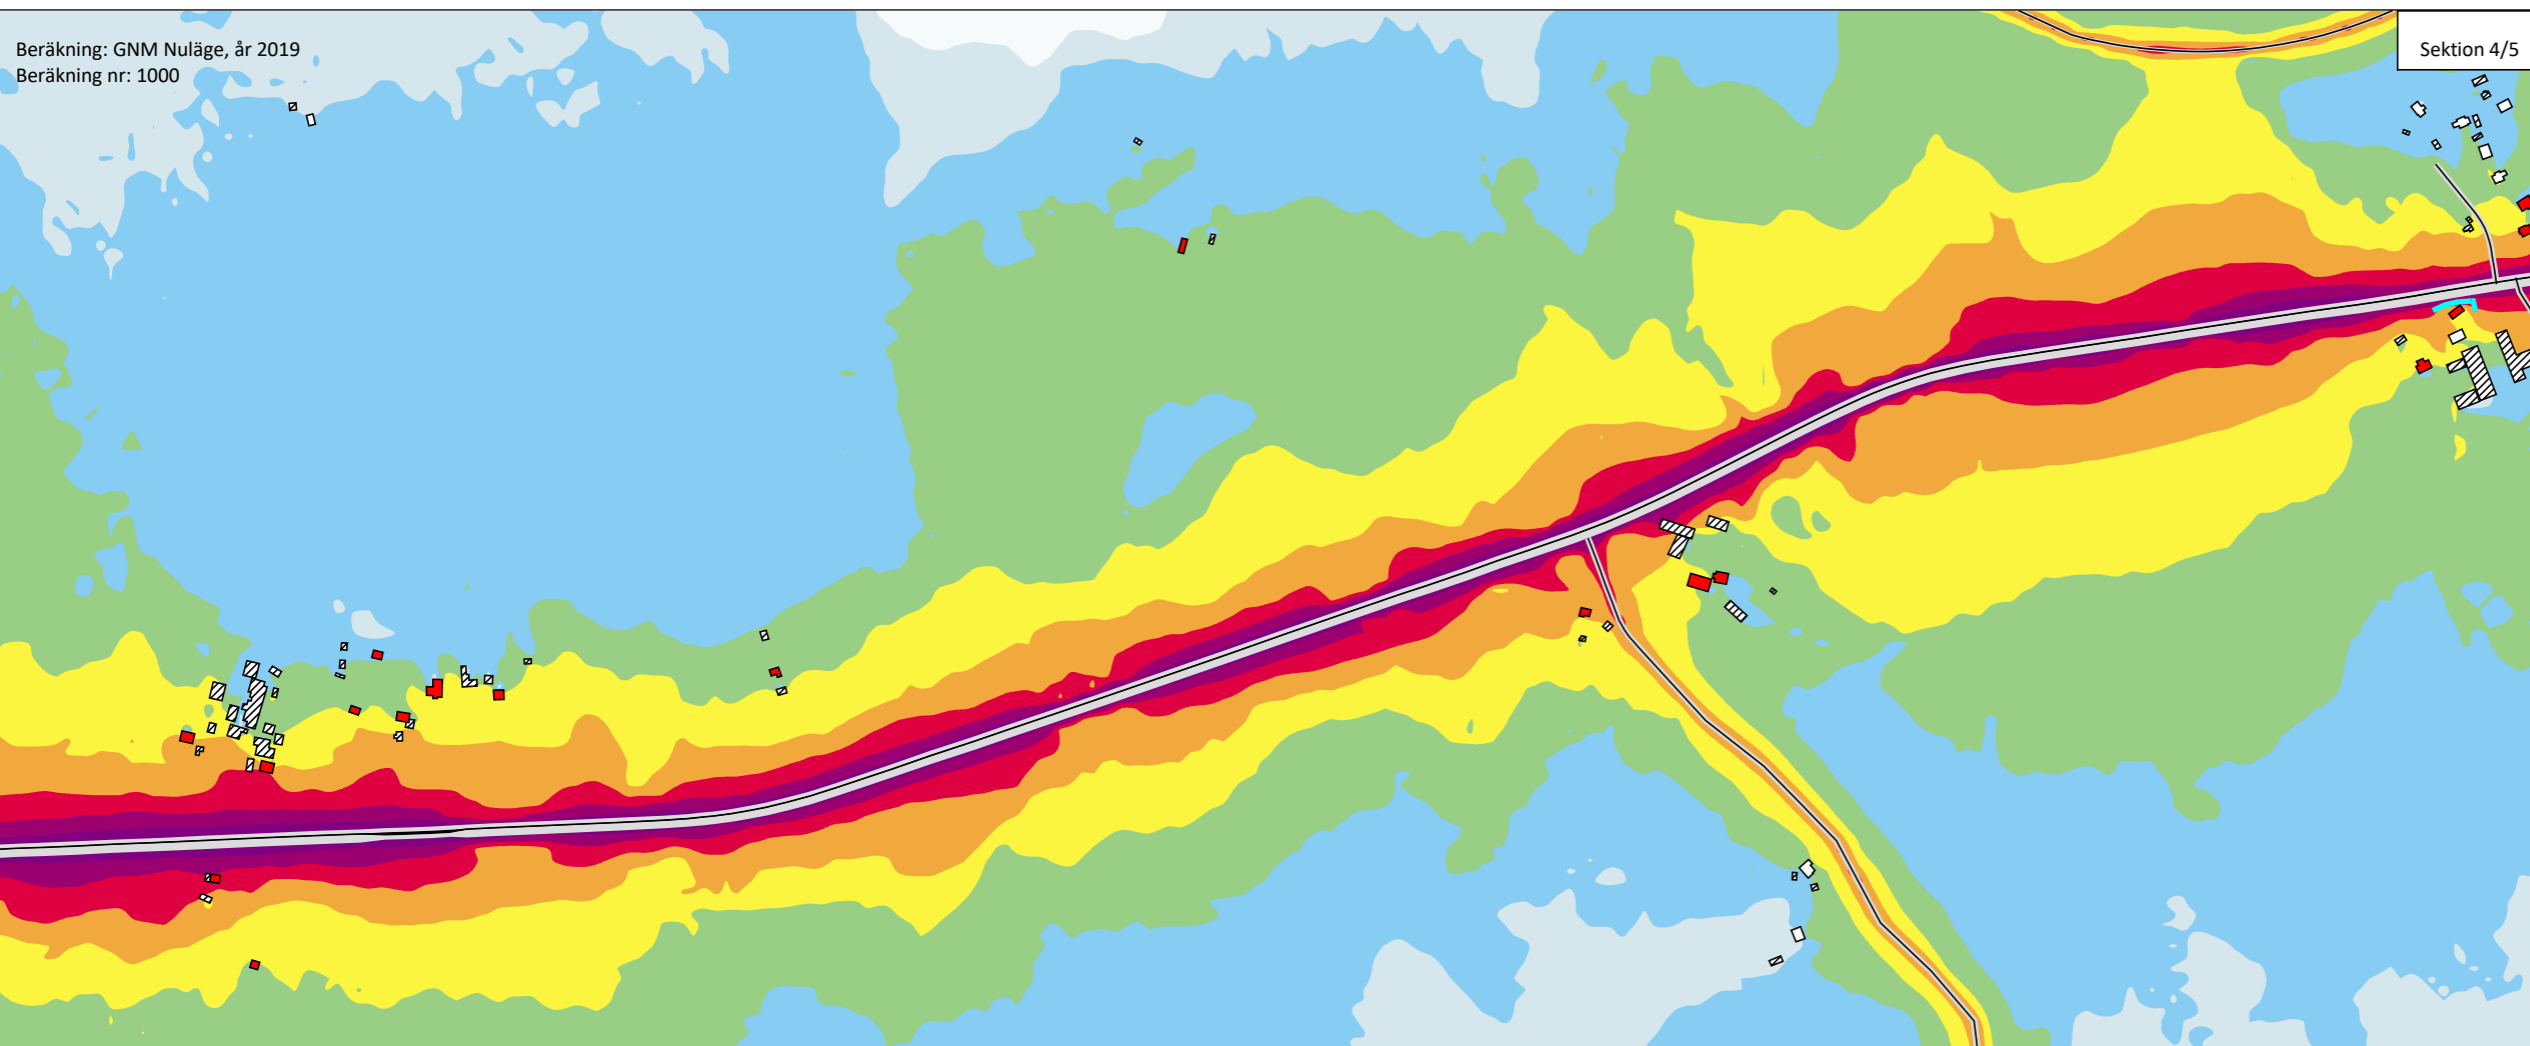 Beräkning: GNM Nuläge, år 2019
Beräkning nr: 1000
Sektion 4/5